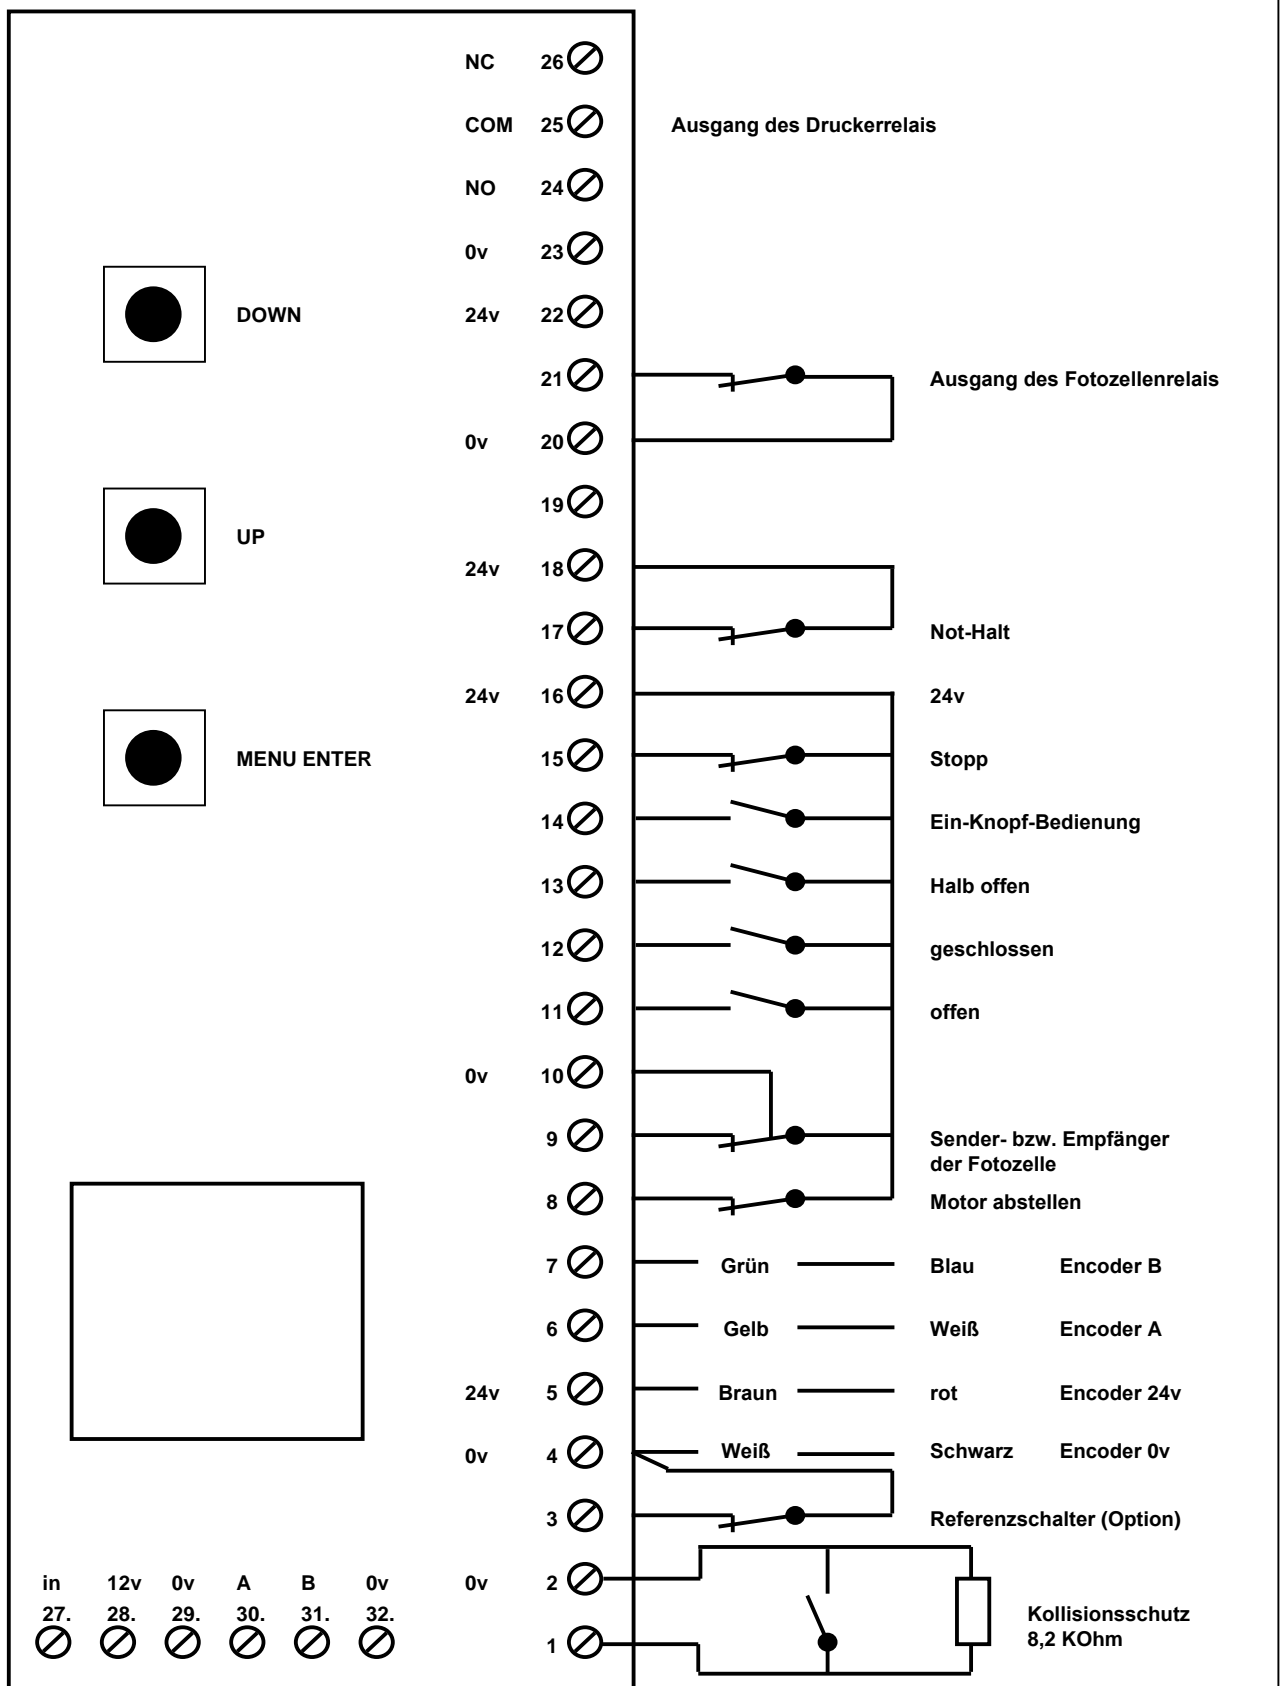 NC 26
COM 25 Ausgang des Druckerrelais
NO 24
0v 23
DOWN 24v 22
21 Ausgang des Fotozellenrelais
0v 20
19
UP
24v 18
17 Not-Halt
24v 16 24v
MENU ENTER 15 Stopp
14 Ein-Knopf-Bedienung
13 Halb offen
12 geschlossen
11 offen
0v 10
9 Sender- bzw. Empfänger
der Fotozelle
8 Motor abstellen
7 Grün Blau Encoder B
6 Gelb Weiß Encoder A
24v 5 Braun rot Encoder 24v
0v 4 Weiß Schwarz Encoder 0v
3 Referenzschalter (Option)
in 12v 0v A B 0v 0v 2
27. 28. 29. 30. 31. 32. Kollisionsschutz
1 8,2 KOhm